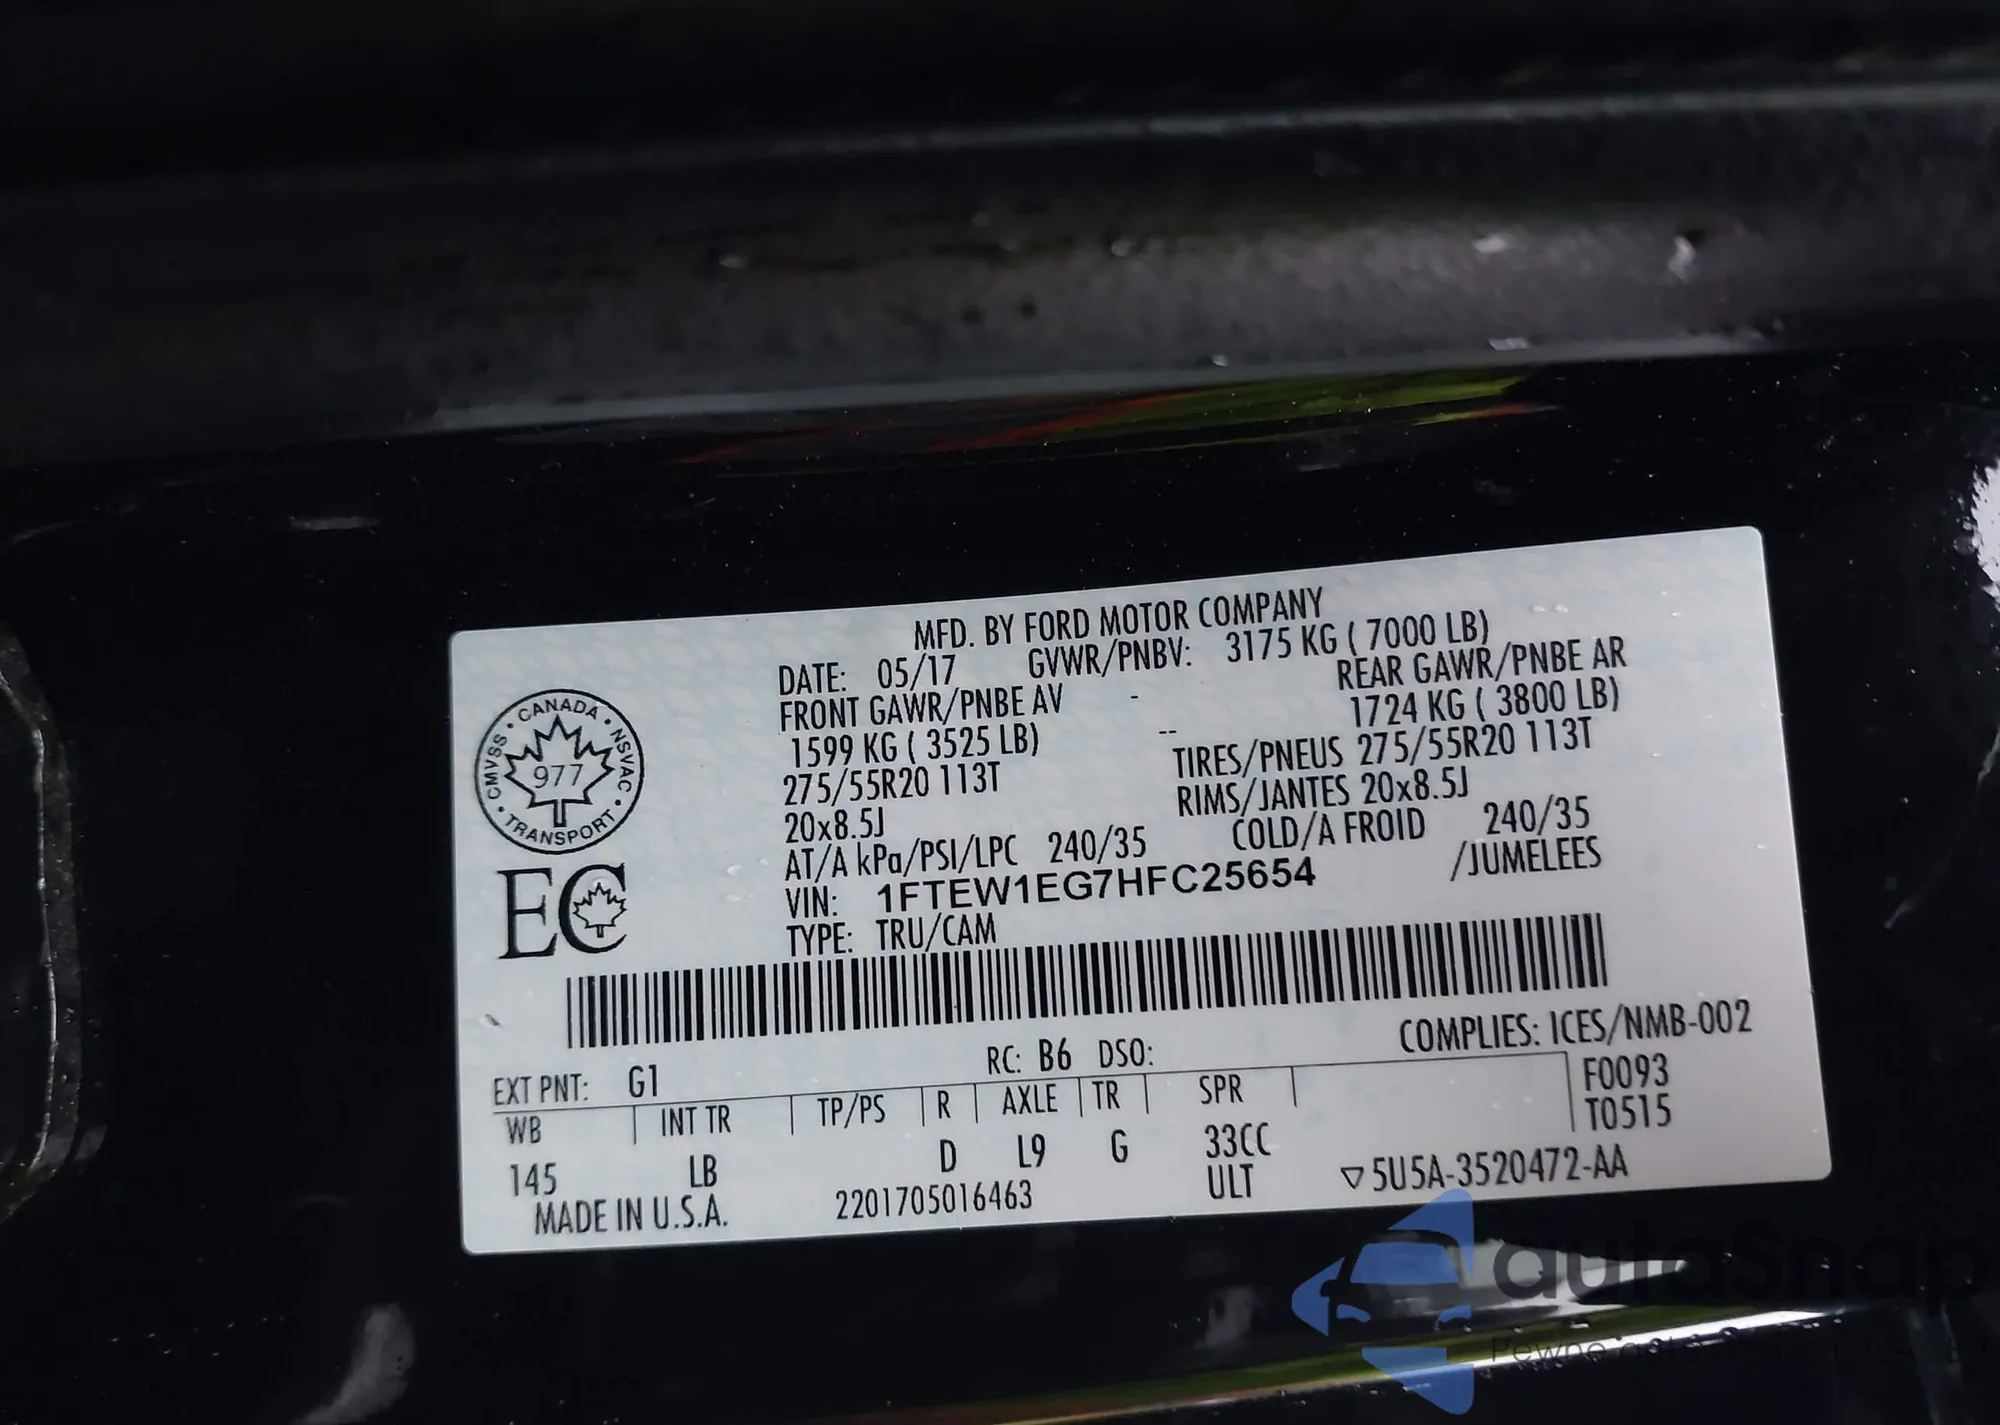 MFD. BY FORD MOTOR COMPANY
DATE: 05/17 GVWR/PNBV: 3175 KG ( 7000 LB)
FRONT GAWR/PNBE AV - REAR GAWR/PNBE AR
1599 KG ( 3525 LB) -- 1724 KG ( 3800 LB)
275/55R20 113T TIRES/PNEUS 275/55R20 113T
20x8.5J RIMS/JANTES 20x8.5J
AT/A kPa/PSI/LPC 240/35 COLD/A FROID 240/35
VIN: 1FTEW1EG7HFC25654 /JUMELEES
TYPE: TRU/CAM
CANADA · NSVAC · TRANSPORT · CMVSS ·
977
EC
COMPLIES: ICES/NMB-002
EXT PNT: G1 RC: B6 DSO:
F0093
WB INT TR TP/PS R AXLE TR SPR
T0515
145 LB D L9 G 33CC
ULT ▽5U5A-3520472-AA
MADE IN U.S.A. 2201705016463
autaSnap
Pewne auta